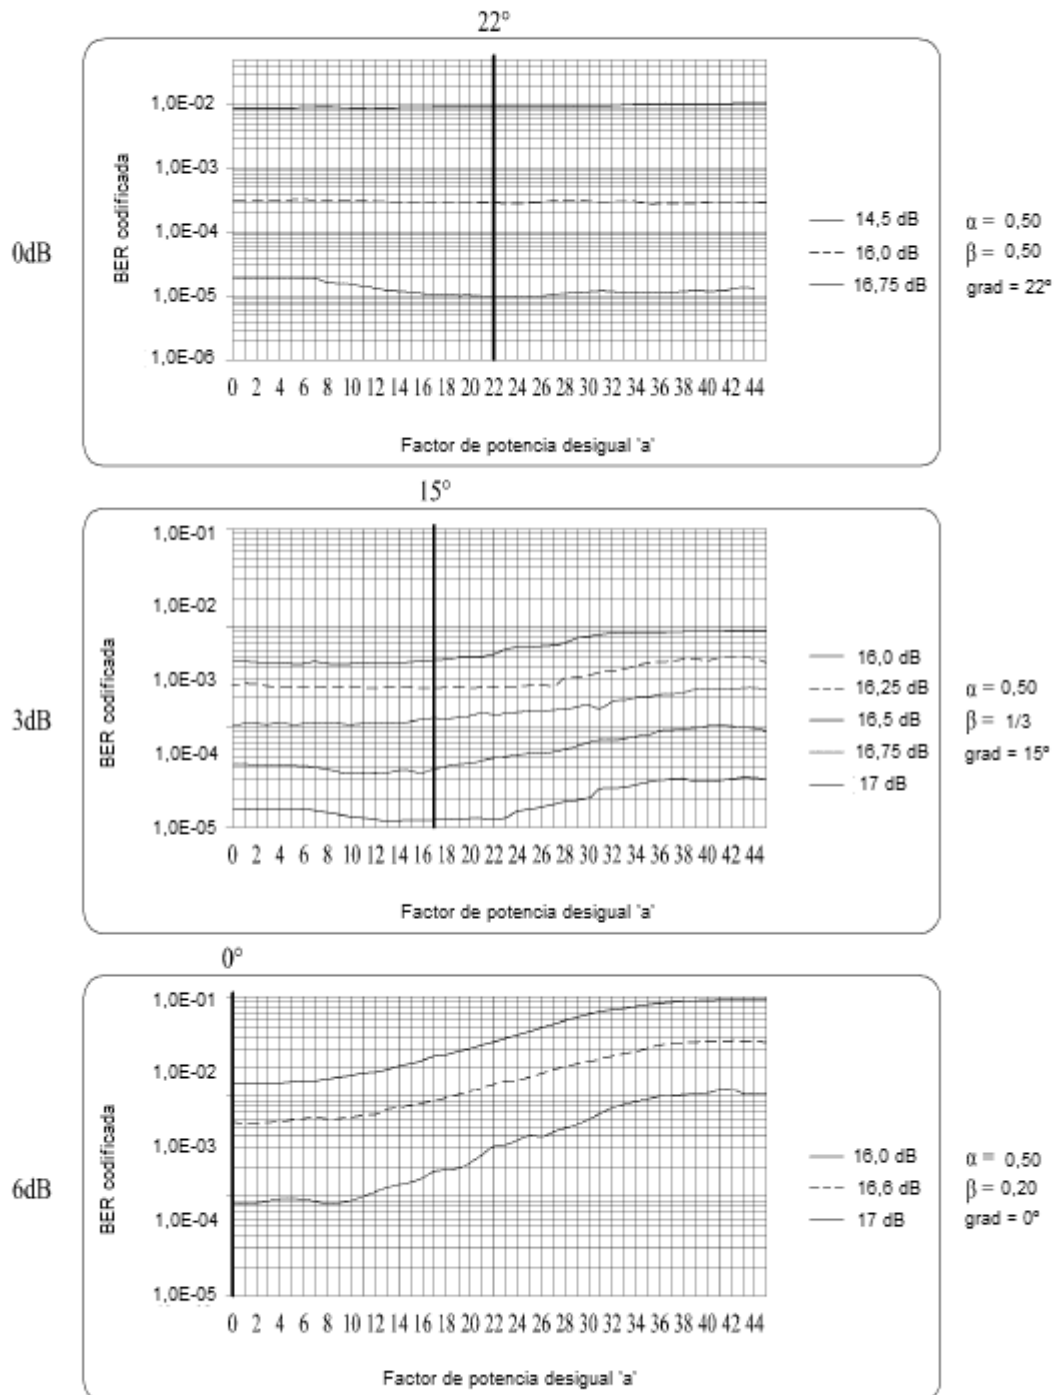 22°
0dB
BER codificada
1,0E-02
1,0E-03
1,0E-04
1,0E-05
1,0E-06
0 2 4 6 8 10 12 14 16 18 20 22 24 26 28 30 32 34 36 38 40 42 44
Factor de potencia desigual 'a'
14,5 dB
16,0 dB
16,75 dB
α = 0,50
β = 0,50
grad = 22º
15°
3dB
BER codificada
1,0E-01
1,0E-02
1,0E-03
1,0E-04
1,0E-05
0 2 4 6 8 10 12 14 16 18 20 22 24 26 28 30 32 34 36 38 40 42 44
Factor de potencia desigual 'a'
16,0 dB
16,25 dB
16,5 dB
16,75 dB
17 dB
α = 0,50
β = 1/3
grad = 15º
0°
6dB
BER codificada
1,0E-01
1,0E-02
1,0E-03
1,0E-04
1,0E-05
0 2 4 6 8 10 12 14 16 18 20 22 24 26 28 30 32 34 36 38 40 42 44
Factor de potencia desigual 'a'
16,0 dB
16,6 dB
17 dB
α = 0,50
β = 0,20
grad = 0º